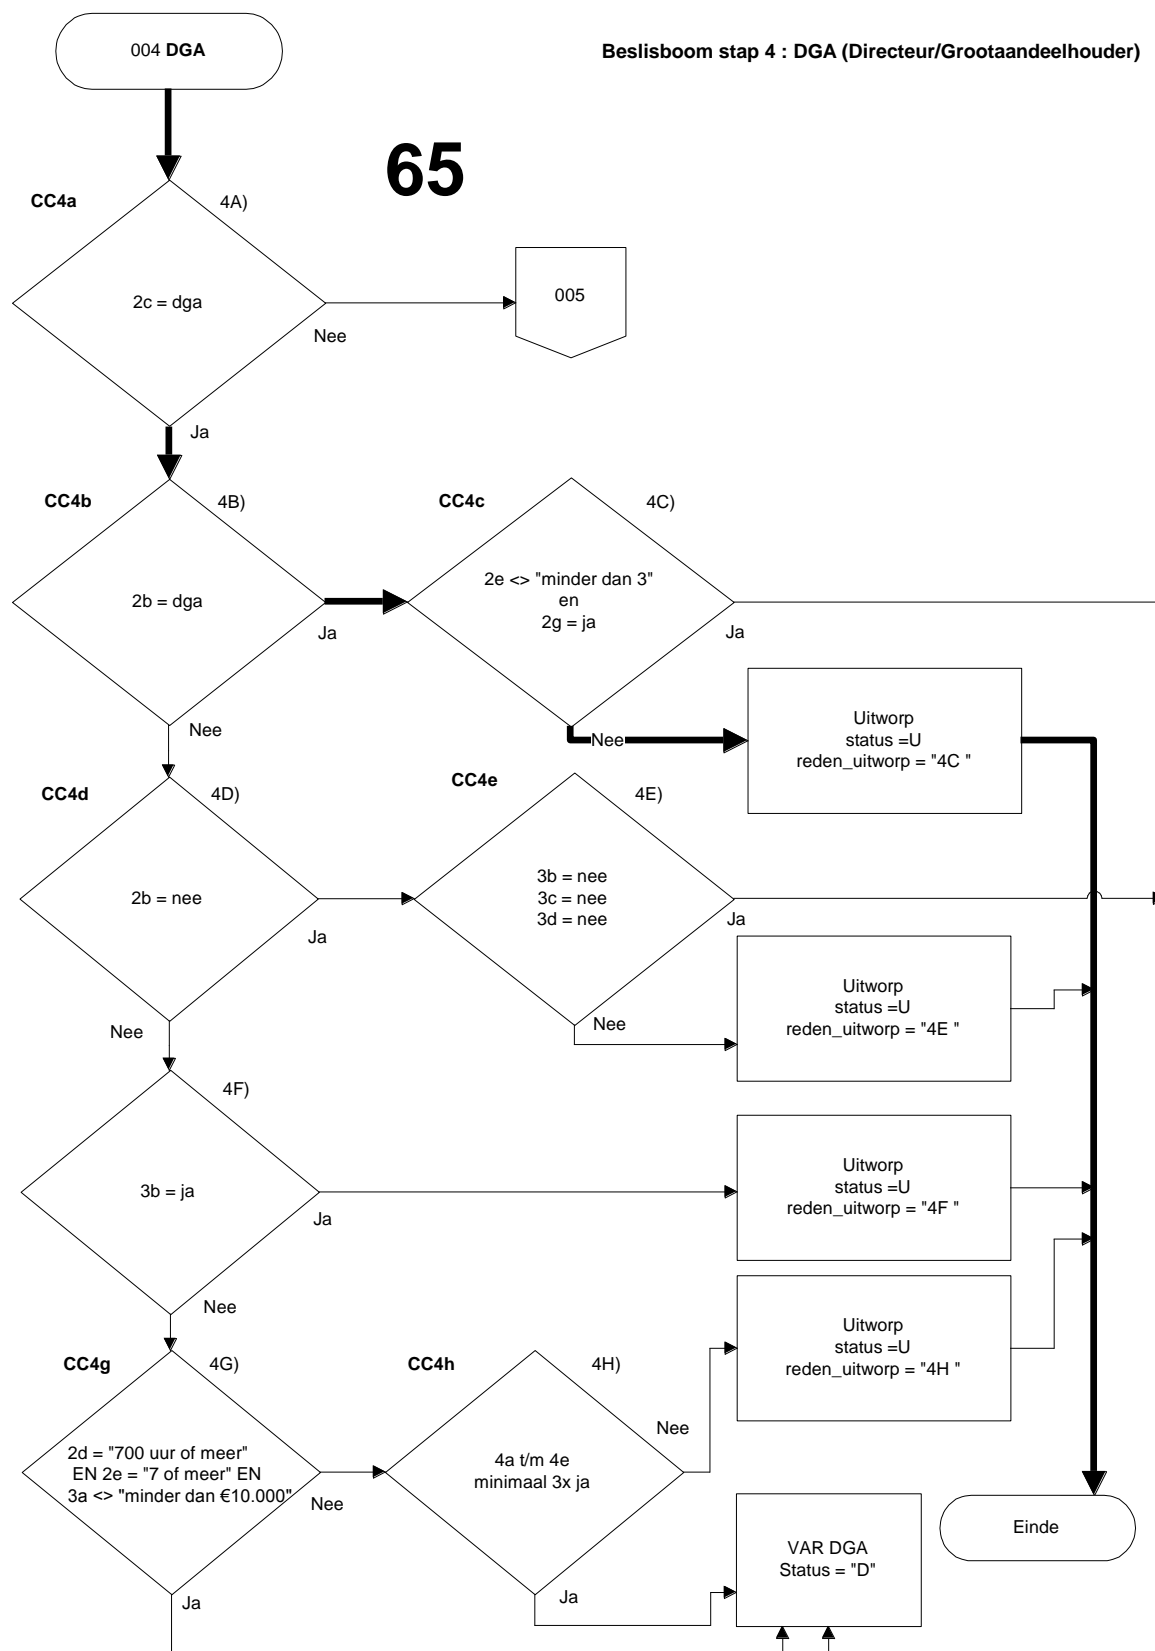 004 DGA
Beslisboom stap 4 : DGA (Directeur/Grootaandeelhouder)
65
CC4a
4A)
2c = dga
Nee
005
Ja
CC4b
4B)
2b = dga
Ja
CC4c
4C)
2e <> "minder dan 3"
en
2g = ja
Ja
Nee
Nee
Uitworp
status =U
reden_uitworp = "4C "
CC4d
4D)
2b = nee
Ja
CC4e
4E)
3b = nee
3c = nee
3d = nee
Ja
Nee
Nee
Uitworp
status =U
reden_uitworp = "4E "
4F)
3b = ja
Ja
Uitworp
status =U
reden_uitworp = "4F "
Nee
CC4g
4G)
2d = "700 uur of meer"
EN 2e = "7 of meer" EN
3a <> "minder dan €10.000"
Nee
CC4h
4H)
4a t/m 4e
minimaal 3x ja
Nee
Uitworp
status =U
reden_uitworp = "4H "
Ja
Ja
VAR DGA
Status = "D"
Einde